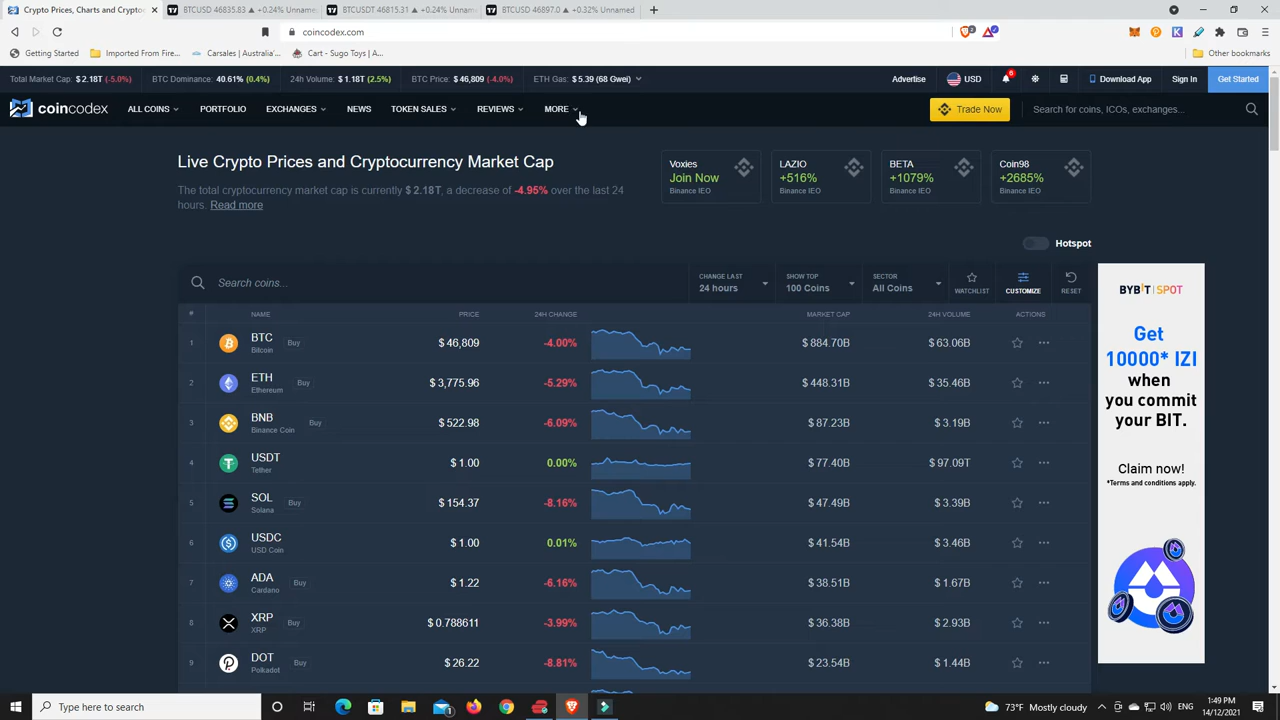 Crypto Prices, Charts and Cryptoc
BTCUSD 46835.83 ▲ +0.24% Unname
BTCUSDT 46815.31 ▲ +0.24% Unnam
BTCUSD 46897.0 ▲ +0.32% Unnamed
coincodex.com
Getting Started
Imported From Fire...
Carsales | Australia'...
Cart - Sugo Toys | A...
Other bookmarks
Total Market Cap: $ 2.18T (-5.0%)
BTC Dominance: 40.61% (0.4%)
24h Volume: $ 1.18T (2.5%)
BTC Price: $ 46,809 (-4.0%)
ETH Gas: $ 5.39 (68 Gwei)
Advertise
USD
6
Download App
Sign In
Get Started
coincodex
ALL COINS
PORTFOLIO
EXCHANGES
NEWS
TOKEN SALES
REVIEWS
MORE
Trade Now
Search for coins, ICOs, exchanges...
Live Crypto Prices and Cryptocurrency Market Cap
The total cryptocurrency market cap is currently $ 2.18T, a decrease of -4.95% over the last 24
hours. Read more
Voxies
Join Now
Binance IEO
LAZIO
+516%
Binance IEO
BETA
+1079%
Binance IEO
Coin98
+2685%
Binance IEO
Hotspot
Search coins...
CHANGE LAST
24 hours
SHOW TOP
100 Coins
SECTOR
All Coins
WATCHLIST
CUSTOMIZE
RESET
# NAME PRICE 24H CHANGE MARKET CAP 24H VOLUME ACTIONS
1 BTC Buy $ 46,809 -4.00% $ 884.70B $ 63.06B
Bitcoin
2 ETH Buy $ 3,775.96 -5.29% $ 448.31B $ 35.46B
Ethereum
3 BNB Buy $ 522.98 -6.09% $ 87.23B $ 3.19B
Binance Coin
4 USDT $ 1.00 0.00% $ 77.40B $ 97.09T
Tether
5 SOL Buy $ 154.37 -8.16% $ 47.49B $ 3.39B
Solana
6 USDC $ 1.00 0.01% $ 41.54B $ 3.46B
USD Coin
7 ADA Buy $ 1.22 -6.16% $ 38.51B $ 1.67B
Cardano
8 XRP Buy $ 0.788611 -3.99% $ 36.38B $ 2.93B
XRP
9 DOT Buy $ 26.22 -8.81% $ 23.54B $ 1.44B
Polkadot
BYBIT | SPOT
Get
10000* IZI
when
you commit
your BIT.
Claim now!
*Terms and conditions apply.
Type here to search
73°F Mostly cloudy
ENG
1:49 PM
14/12/2021